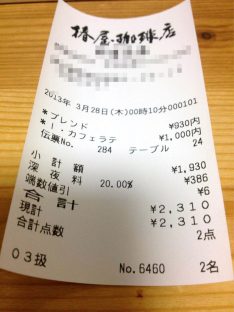 椿屋珈琲店
2013年 3月28日(木)00時10分000101
*ブレンド ¥930内
*I・カフェラテ ¥1,000内
伝票No. 284 テーブル 24
小計額 ¥1,930
深夜料 20.00% ¥386
端数値引 ¥6
合計 ¥2,310
現計 ¥2,310
合計点数 2点
03扱 No.6460 2名